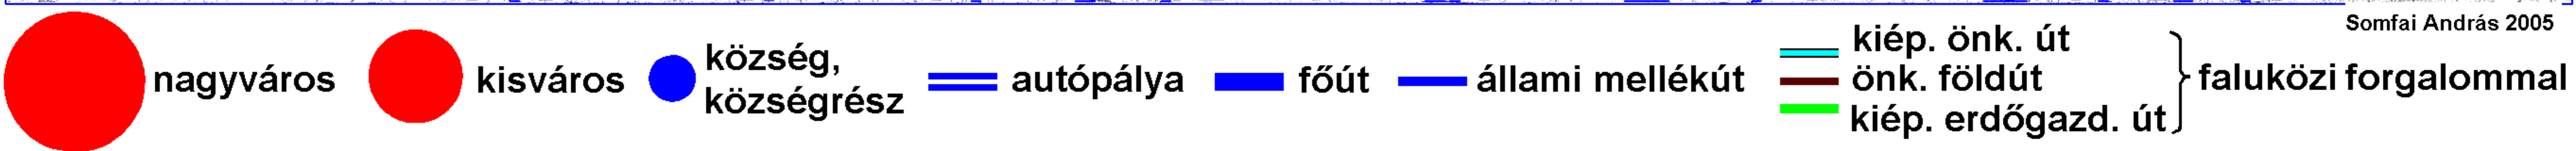 Somfai András 2005
nagyváros
kisváros
község,
községrész
autópálya
főút
állami mellékút
kiép. önk. út
önk. földút
kiép. erdőgazd. út
faluközi forgalommal